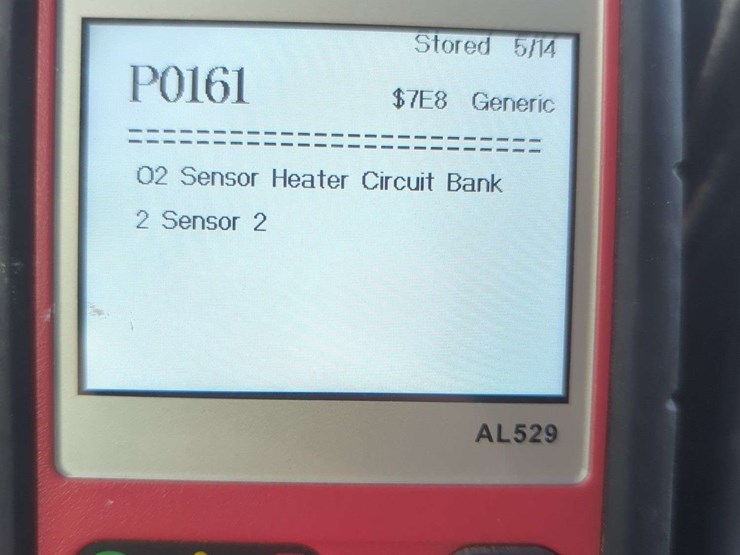 Stored 5/14
P0161
$7E8 Generic
==========================
O2 Sensor Heater Circuit Bank
2 Sensor 2
AL529